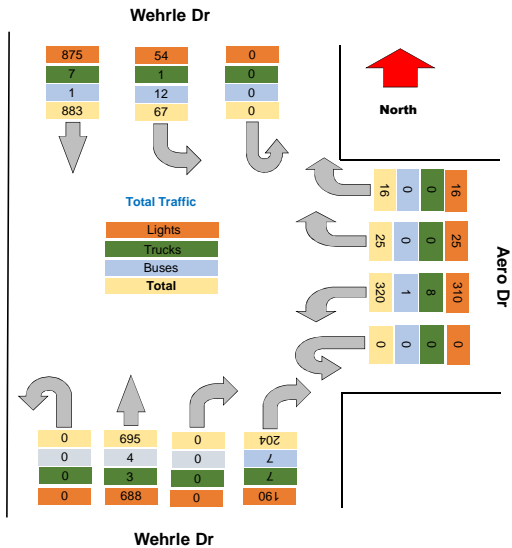 Wehrle Dr
875 54 0
7 1 0
1 12 0
883 67 0
North
16 0 0 16
Total Traffic
25 0 0 25
Lights
Trucks
Buses
Total
320 1 8 310
Aero Dr
0 0 0 0
0 695 0 204
0 4 0 7
0 3 0 7
0 688 0 190
Wehrle Dr